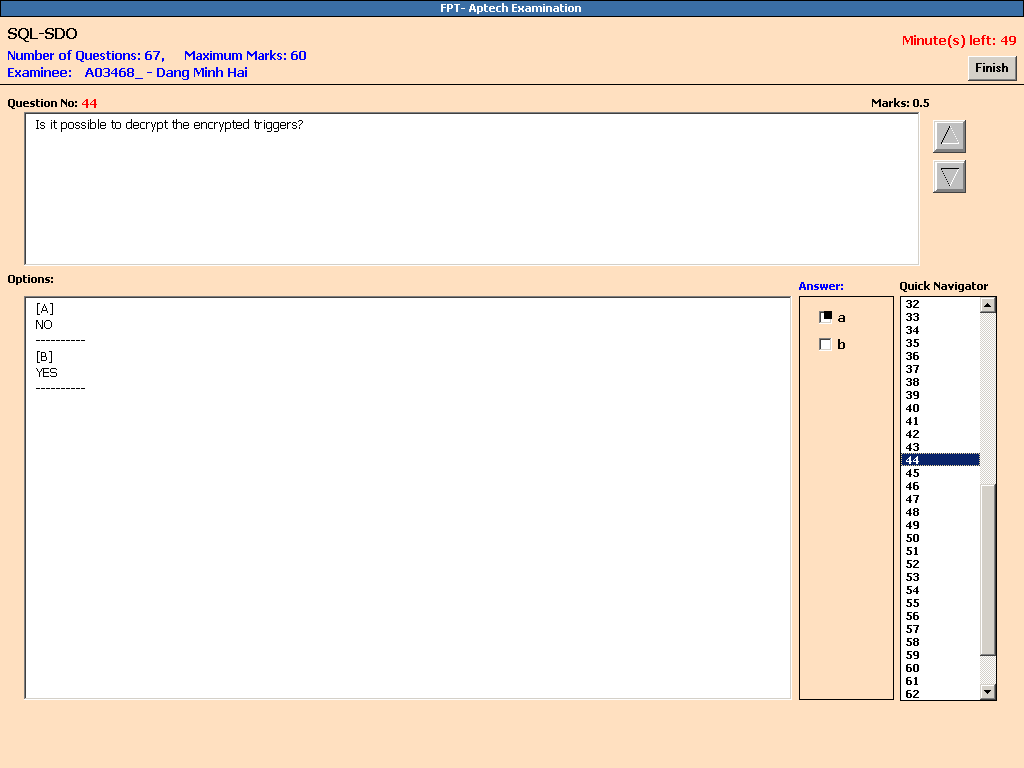 FPT- Aptech Examination
SQL-SDO
Minute(s) left: 49
Number of Questions: 67, Maximum Marks: 60
Examinee: A03468_ - Dang Minh Hai
Finish
Question No: 44
Marks: 0.5
Is it possible to decrypt the encrypted triggers?
Options:
Answer:
Quick Navigator
[A]
NO
----------
[B]
YES
----------
a
b
32
33
34
35
36
37
38
39
40
41
42
43
44
45
46
47
48
49
50
51
52
53
54
55
56
57
58
59
60
61
62